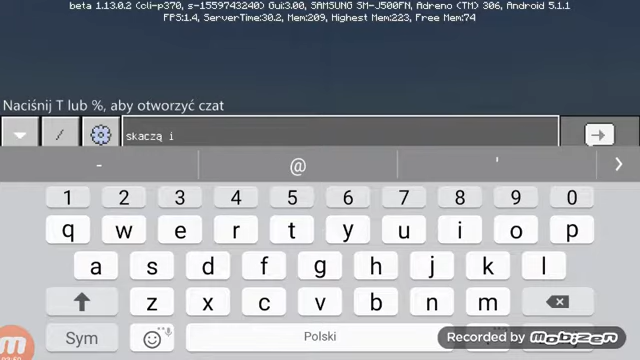 beta 1.13.0.2 (cli-p370, s-1559743240) Gui:3.00, SAMSUNG SM-J500FN, Adreno (TM) 306, Android 5.1.1
FPS:1.4, ServerTime:30.2, Mem:209, Highest Mem:223, Free Mem:74
Naciśnij T lub %, aby otworzyć czat
/ skaczą i
- @ '
1 2 3 4 5 6 7 8 9 0
q w e r t y u i o p
a s d f g h j k l
z x c v b n m
Sym Polski Recorded by Mobizen